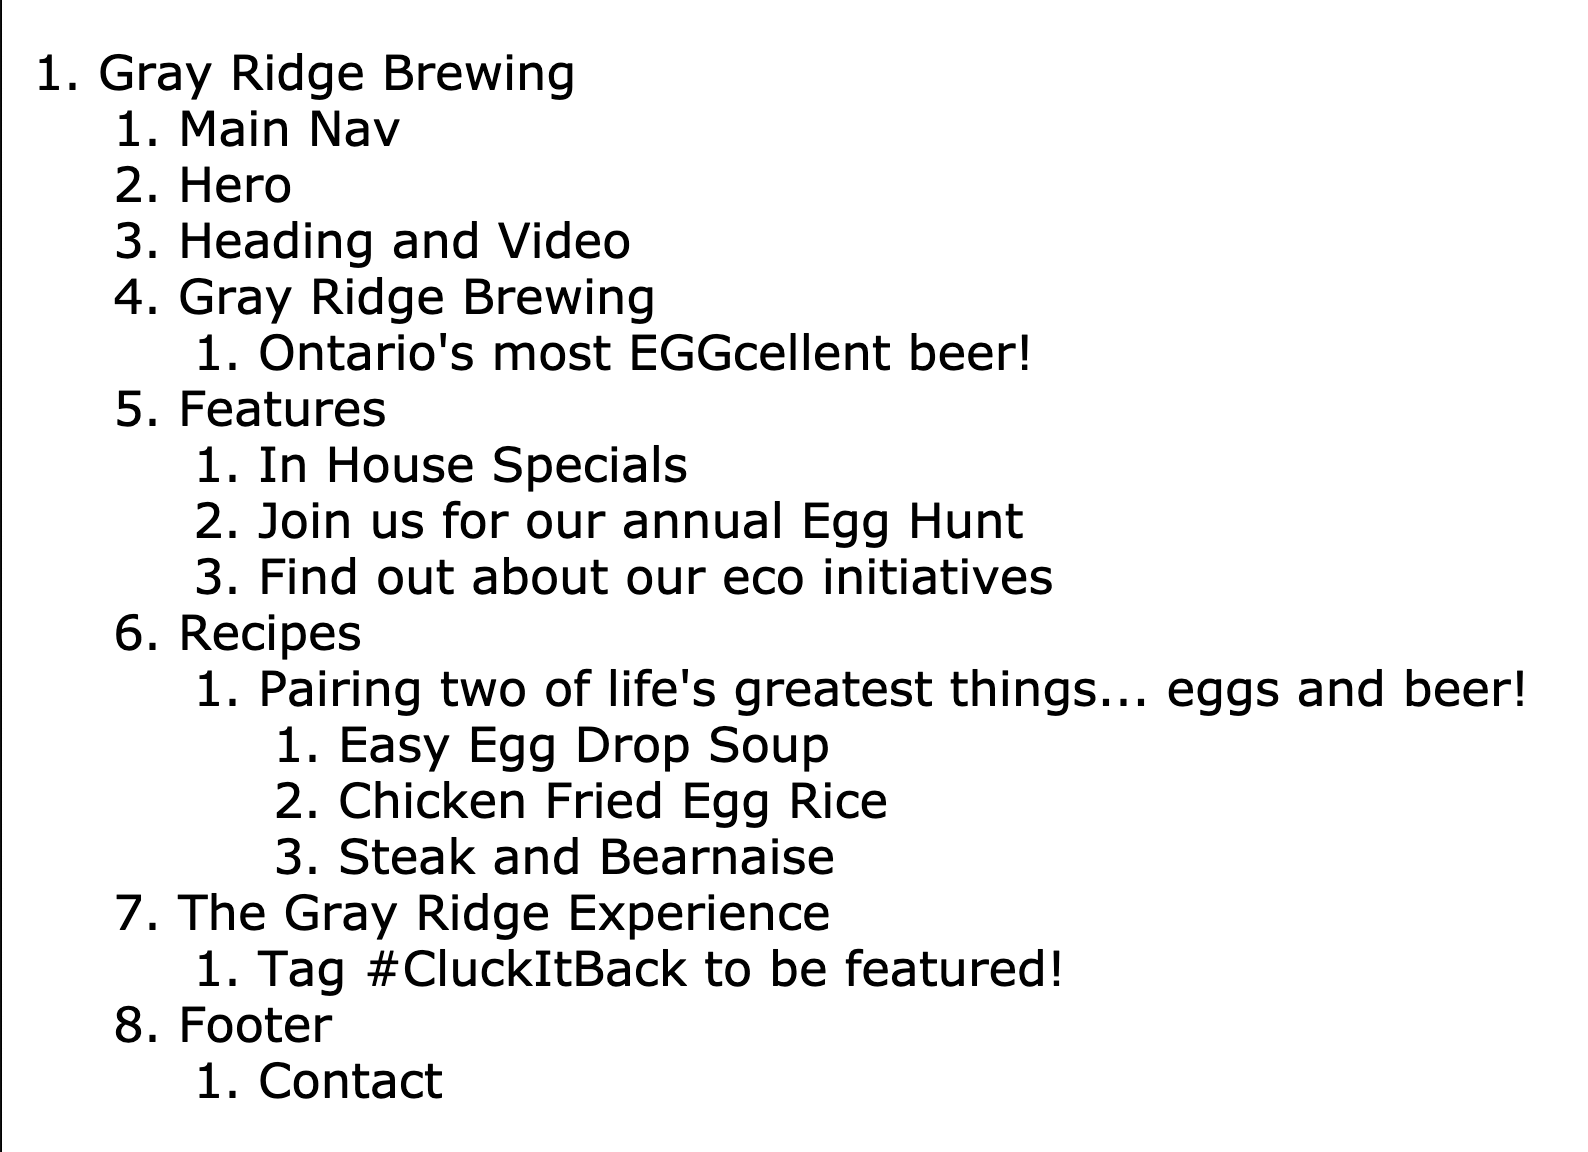 1. Gray Ridge Brewing
1. Main Nav
2. Hero
3. Heading and Video
4. Gray Ridge Brewing
1. Ontario's most EGGcellent beer!
5. Features
1. In House Specials
2. Join us for our annual Egg Hunt
3. Find out about our eco initiatives
6. Recipes
1. Pairing two of life's greatest things... eggs and beer!
1. Easy Egg Drop Soup
2. Chicken Fried Egg Rice
3. Steak and Bearnaise
7. The Gray Ridge Experience
1. Tag #CluckItBack to be featured!
8. Footer
1. Contact